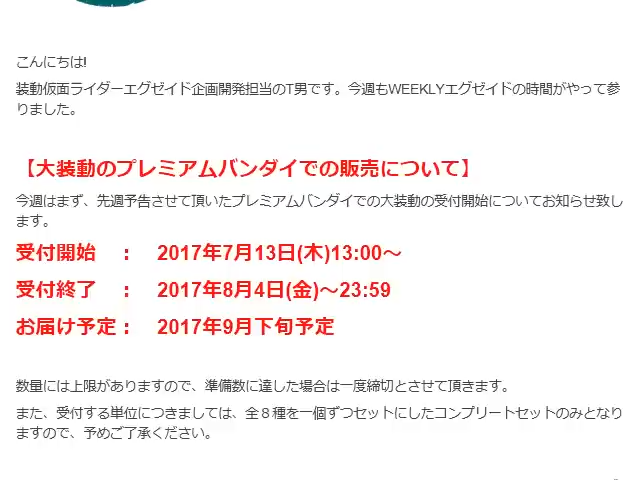 こんにちは!
装動仮面ライダーエグゼイド企画開発担当のT男です。今週もWEEKLYエグゼイドの時間がやって参
りました。
【大装動のプレミアムバンダイでの販売について】
今週はまず、先週予告させて頂いたプレミアムバンダイでの大装動の受付開始についてお知らせ致し
ます。
受付開始　：　2017年7月13日(木)13:00～
受付終了　：　2017年8月4日(金)～23:59
お届け予定：　2017年9月下旬予定
数量には上限がありますので、準備数に達した場合は一度締切とさせて頂きます。
また、受付する単位につきましては、全８種を一個ずつセットにしたコンプリートセットのみとなり
ますので、予めご了承ください。